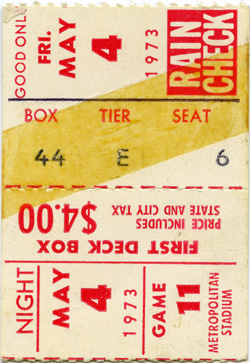 GOOD ONLY
FRI.
MAY
4
1973
RAIN
CHECK
BOX TIER SEAT
44 E 6
FIRST DECK BOX
$4.00
PRICE INCLUDES
STATE AND CITY TAX
NIGHT
MAY
4
1973
GAME
11
METROPOLITAN
STADIUM